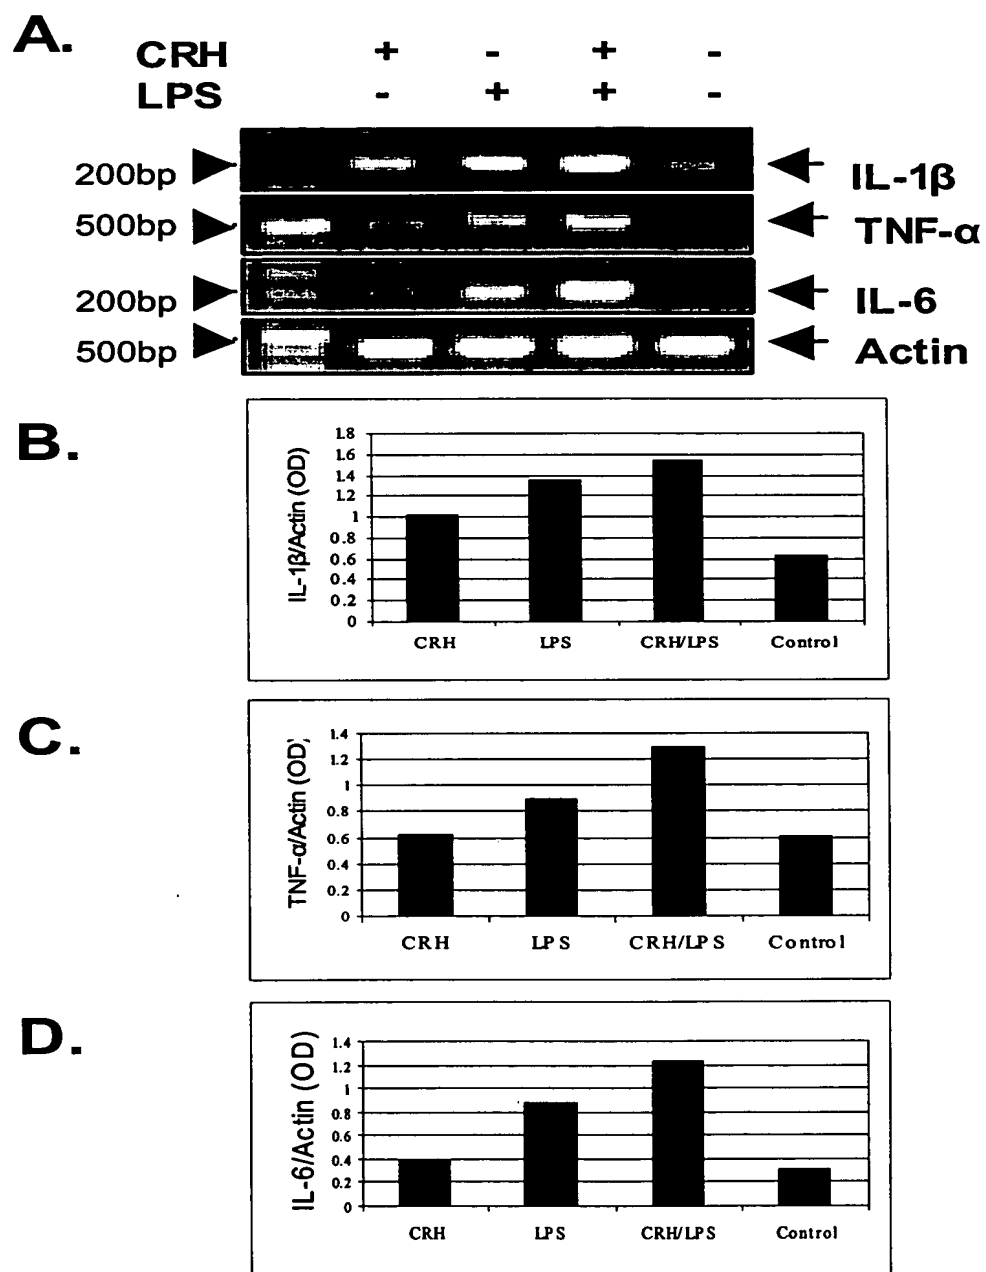 A.
CRH + - + -
LPS - + + -
200bp IL-1β
500bp TNF-α
200bp IL-6
500bp Actin
B.
IL-1β/Actin (OD)
1.8
1.6
1.4
1.2
1
0.8
0.6
0.4
0.2
0
CRH LPS CRH/LPS Control
C.
TNF-α/Actin (OD)
1.4
1.2
1
0.8
0.6
0.4
0.2
0
CRH LPS CRH/LPS Control
D.
IL-6/Actin (OD)
1.4
1.2
1
0.8
0.6
0.4
0.2
0
CRH LPS CRH/LPS Control